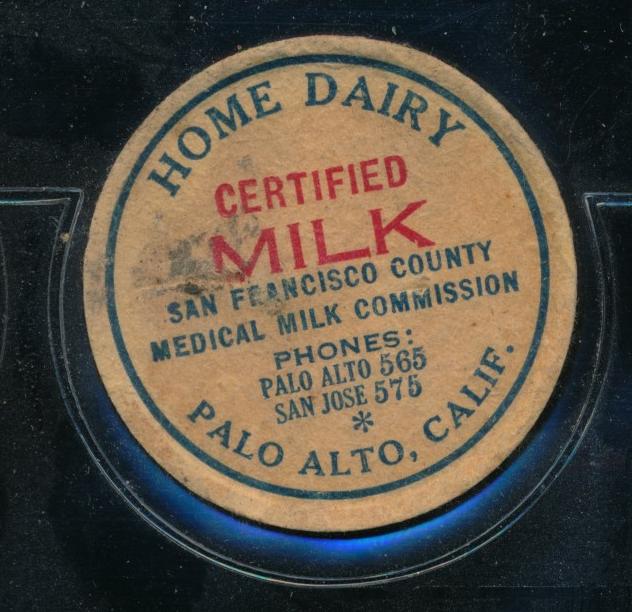 HOME DAIRY
CERTIFIED
MILK
SAN FRANCISCO COUNTY
MEDICAL MILK COMMISSION
PHONES:
PALO ALTO 565
SAN JOSE 575
*
PALO ALTO, CALIF.